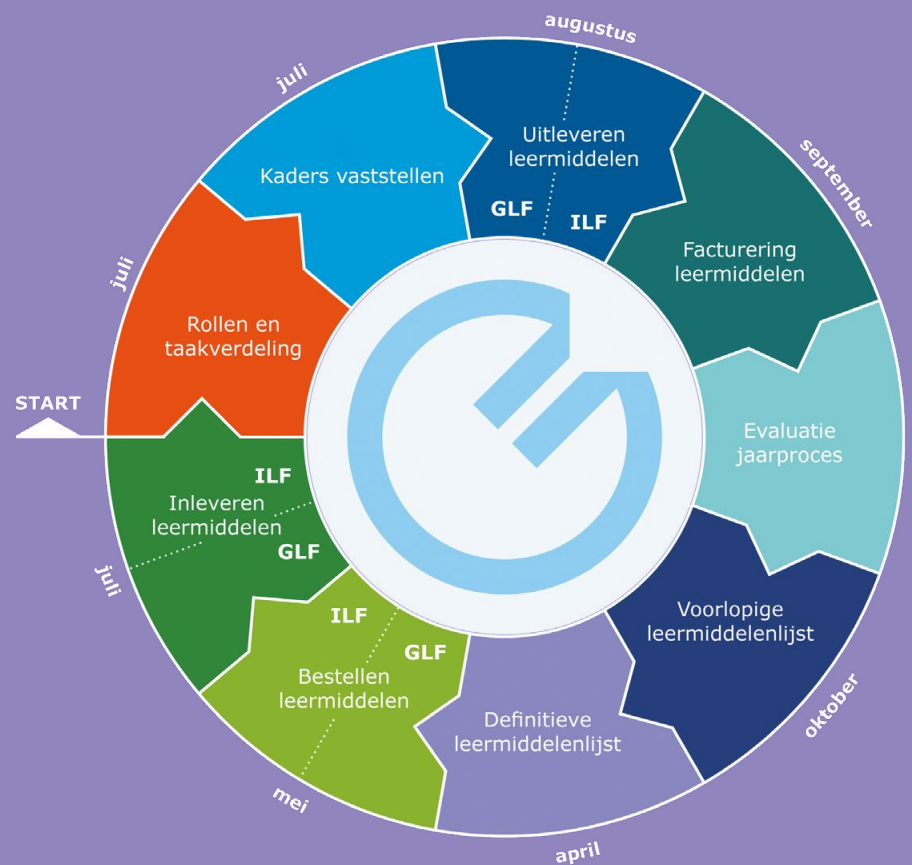 START
juli
Rollen en
taakverdeling
juli
Kaders vaststellen
augustus
Uitleveren
leermiddelen
GLF
ILF
september
Facturering
leermiddelen
Evaluatie
jaarproces
oktober
Voorlopige
leermiddelenlijst
april
Definitieve
leermiddelenlijst
mei
GLF
ILF
Bestellen
leermiddelen
juli
ILF
Inleveren
leermiddelen
GLF